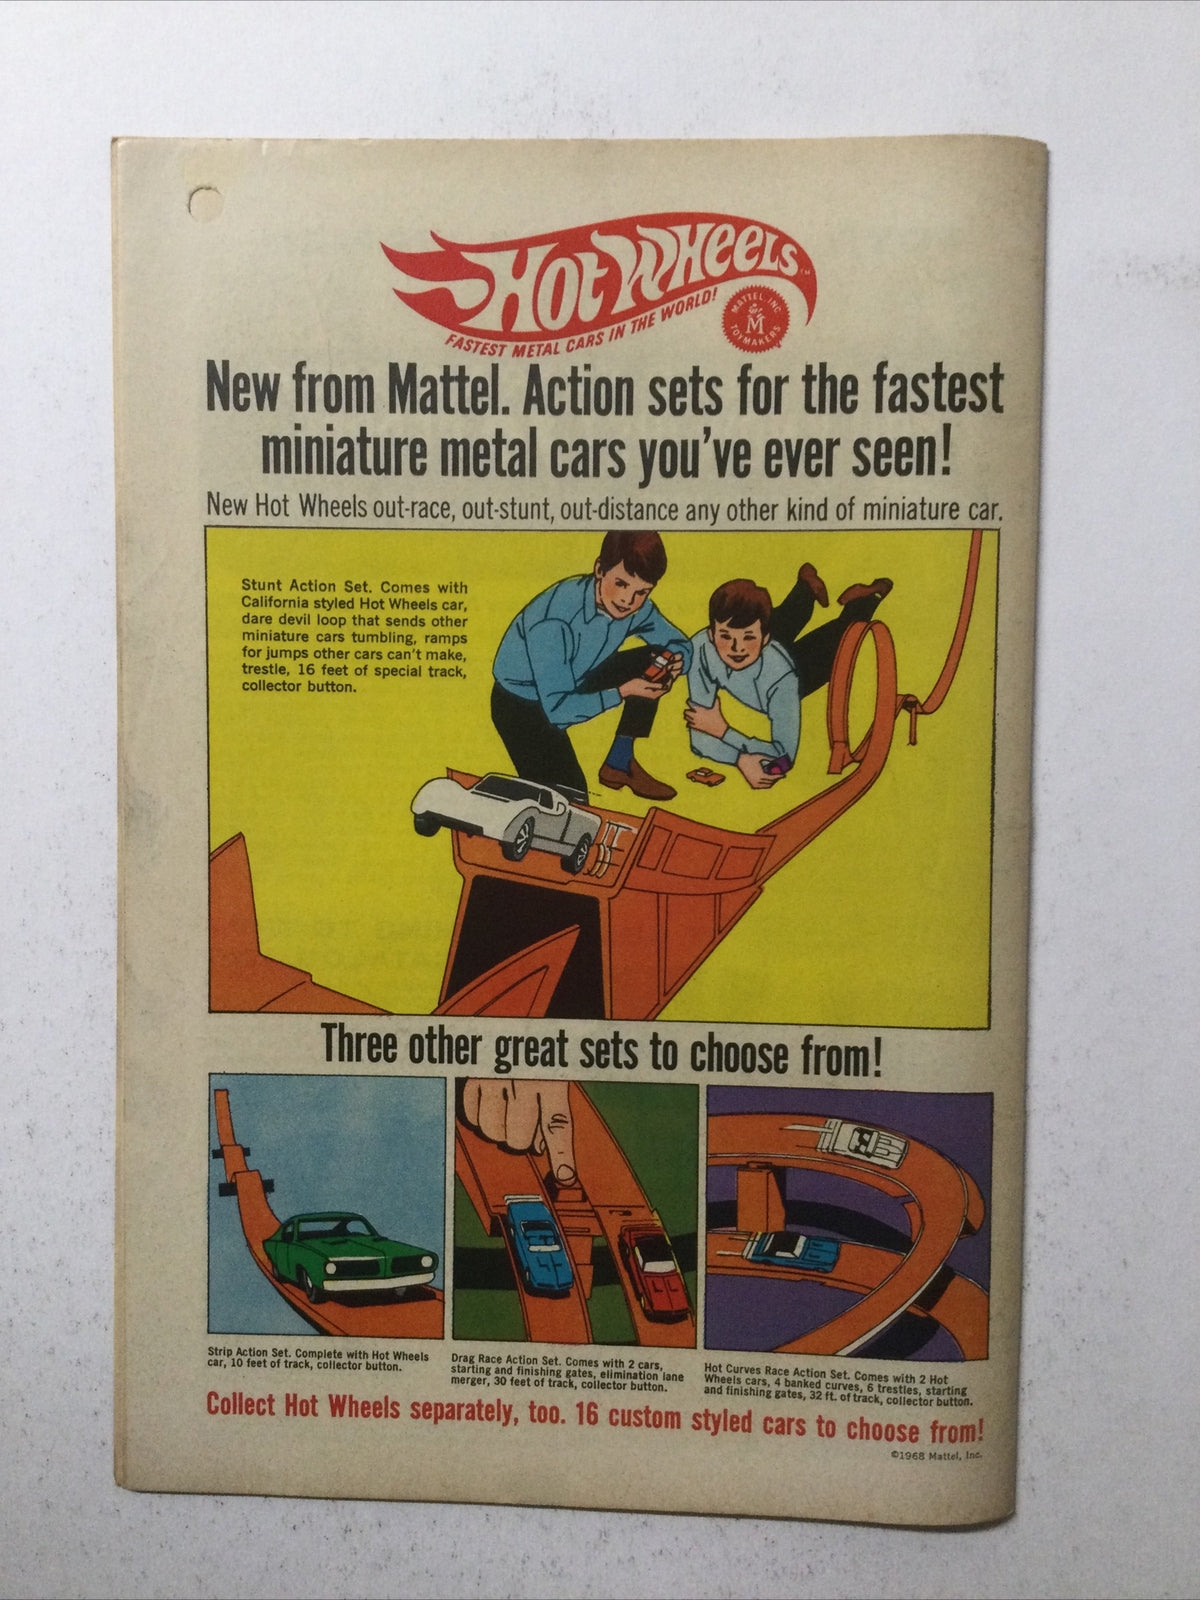 HOT WHEELS™
FASTEST METAL CARS IN THE WORLD!
MATTEL, INC.
M
TOYMAKERS
New from Mattel. Action sets for the fastest
miniature metal cars you've ever seen!
New Hot Wheels out-race, out-stunt, out-distance any other kind of miniature car.
Stunt Action Set. Comes with
California styled Hot Wheels car,
dare devil loop that sends other
miniature cars tumbling, ramps
for jumps other cars can't make,
trestle, 16 feet of special track,
collector button.
Three other great sets to choose from!
Strip Action Set. Complete with Hot Wheels
car, 10 feet of track, collector button.
Drag Race Action Set. Comes with 2 cars,
starting and finishing gates, elimination lane
merger, 30 feet of track, collector button.
Hot Curves Race Action Set. Comes with 2 Hot
Wheels cars, 4 banked curves, 6 trestles, starting
and finishing gates, 32 ft. of track, collector button.
Collect Hot Wheels separately, too. 16 custom styled cars to choose from!
©1968 Mattel, Inc.